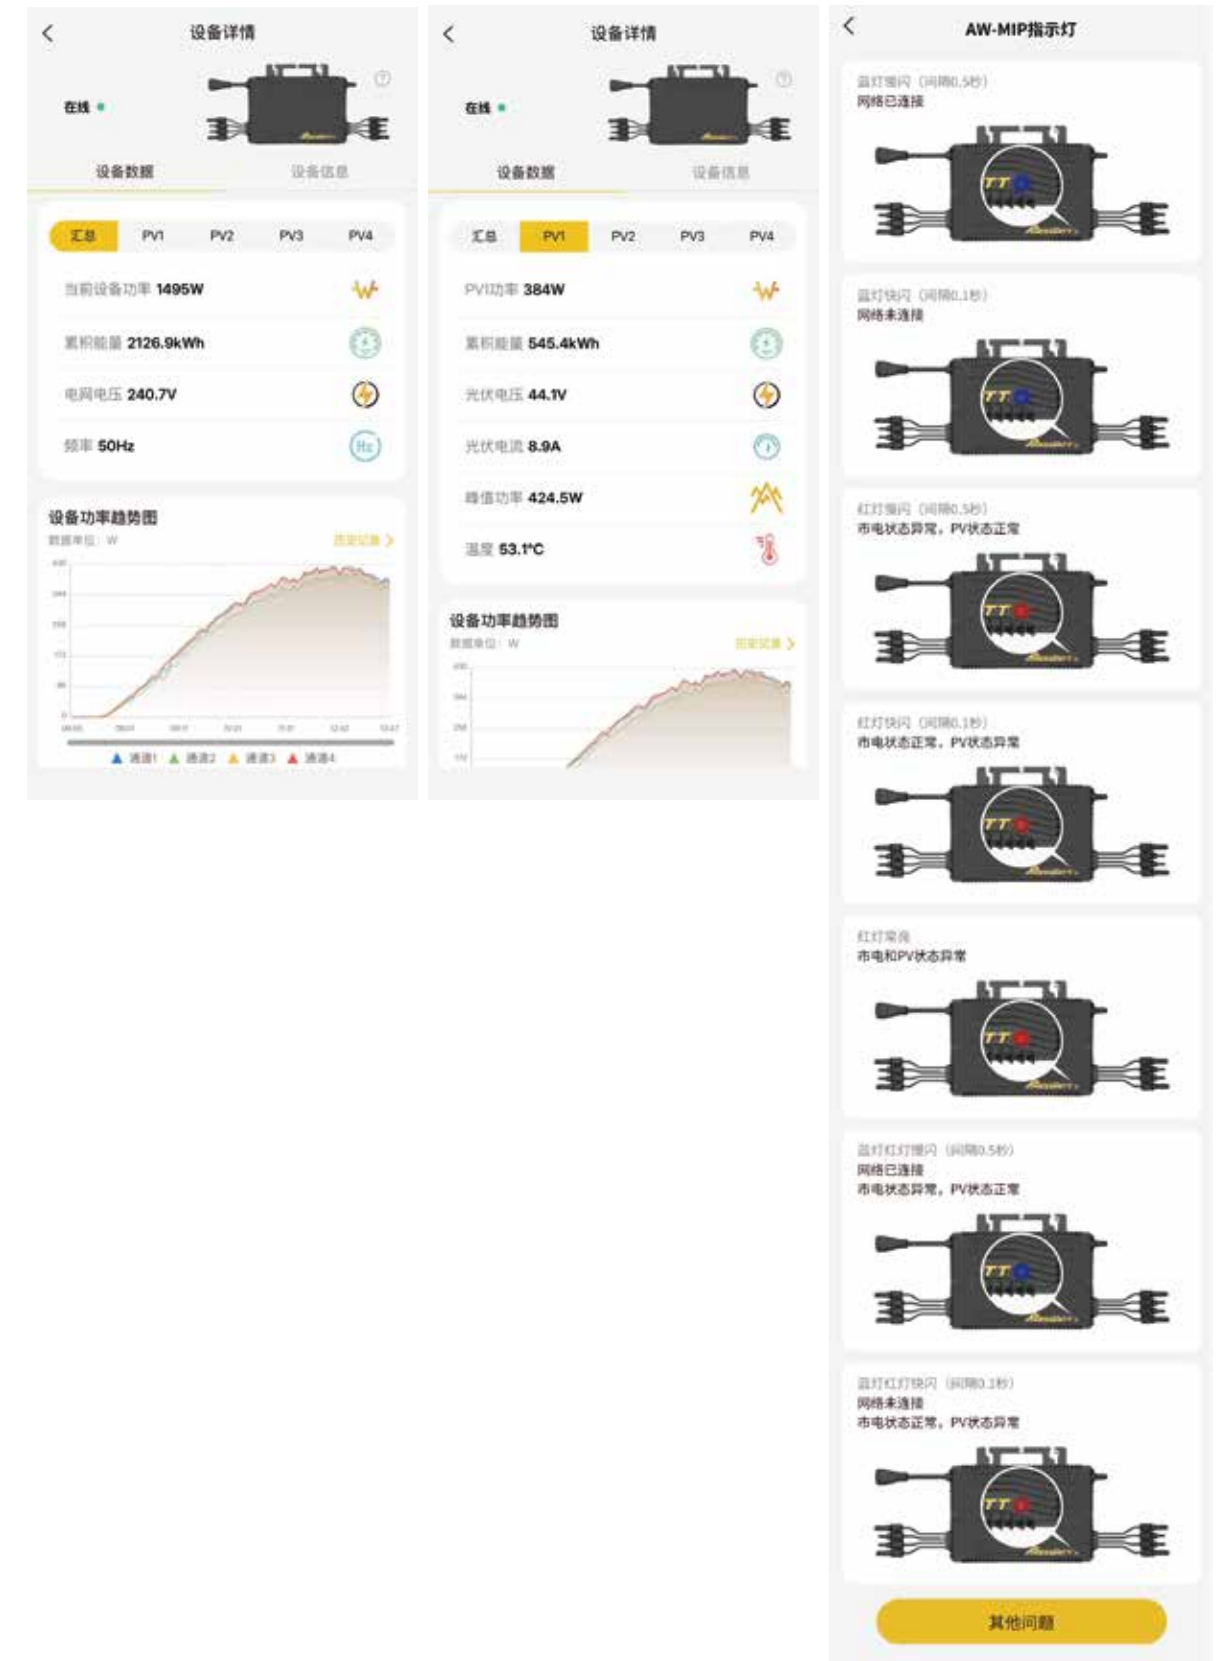 设备详情
在线
设备数据
设备信息
汇总
PV1
PV2
PV3
PV4
当前设备功率 1495W
累积能量 2126.9kWh
电网电压 240.7V
频率 50Hz
Hz
设备功率趋势图
数据单位：W
历史记录
0
通道1
通道2
通道3
通道4
设备详情
在线
设备数据
设备信息
汇总
PV1
PV2
PV3
PV4
PV1功率 384W
累积能量 545.4kWh
光伏电压 44.1V
光伏电流 8.9A
峰值功率 424.5W
温度 53.1℃
设备功率趋势图
数据单位：W
历史记录
AW-MIP指示灯
蓝灯慢闪（间隔0.5秒）
网络已连接
TT
蓝灯快闪（间隔0.1秒）
网络未连接
TT
红灯慢闪（间隔0.5秒）
市电状态异常，PV状态正常
TT
红灯快闪（间隔0.1秒）
市电状态正常，PV状态异常
TT
红灯常亮
市电和PV状态异常
TT
蓝灯红灯慢闪（间隔0.5秒）
网络已连接
市电状态异常，PV状态正常
TT
蓝灯红灯快闪（间隔0.1秒）
网络未连接
市电状态正常，PV状态异常
TT
其他问题